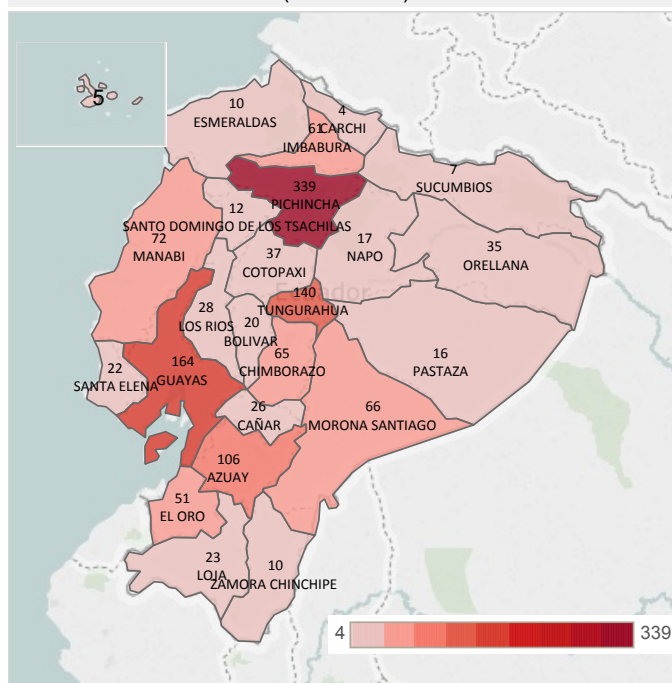 5
10
ESMERALDAS
4
CARCHI
61
IMBABURA
7
SUCUMBIOS
339
PICHINCHA
12
SANTO DOMINGO DE LOS TSACHILAS
72
MANABI
17
NAPO
35
ORELLANA
37
COTOPAXI
Ecuador
140
TUNGURAHUA
28
LOS RIOS
20
BOLIVAR
22
SANTA ELENA
164
GUAYAS
65
CHIMBORAZO
16
PASTAZA
26
CAÑAR
66
MORONA SANTIAGO
106
AZUAY
51
EL ORO
23
LOJA
10
ZAMORA CHINCHIPE
4 339